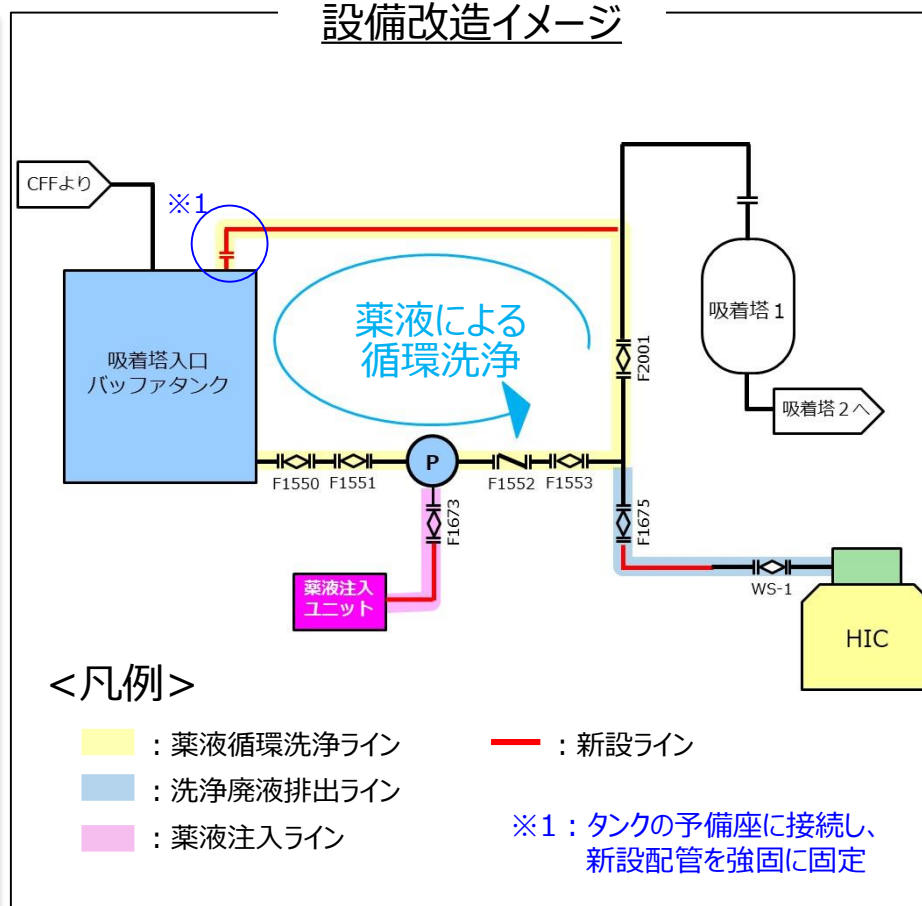 設備改造イメージ
CFFより
※1
吸着塔入口
バッファタンク
薬液による
循環洗浄
吸着塔1
F2001
吸着塔2へ
P
F1550
F1551
F1552
F1553
F1673
F1675
薬液注入
ユニット
WS-1
HIC
<凡例>
：薬液循環洗浄ライン
：新設ライン
：洗浄廃液排出ライン
：薬液注入ライン
※1：タンクの予備座に接続し、
新設配管を強固に固定